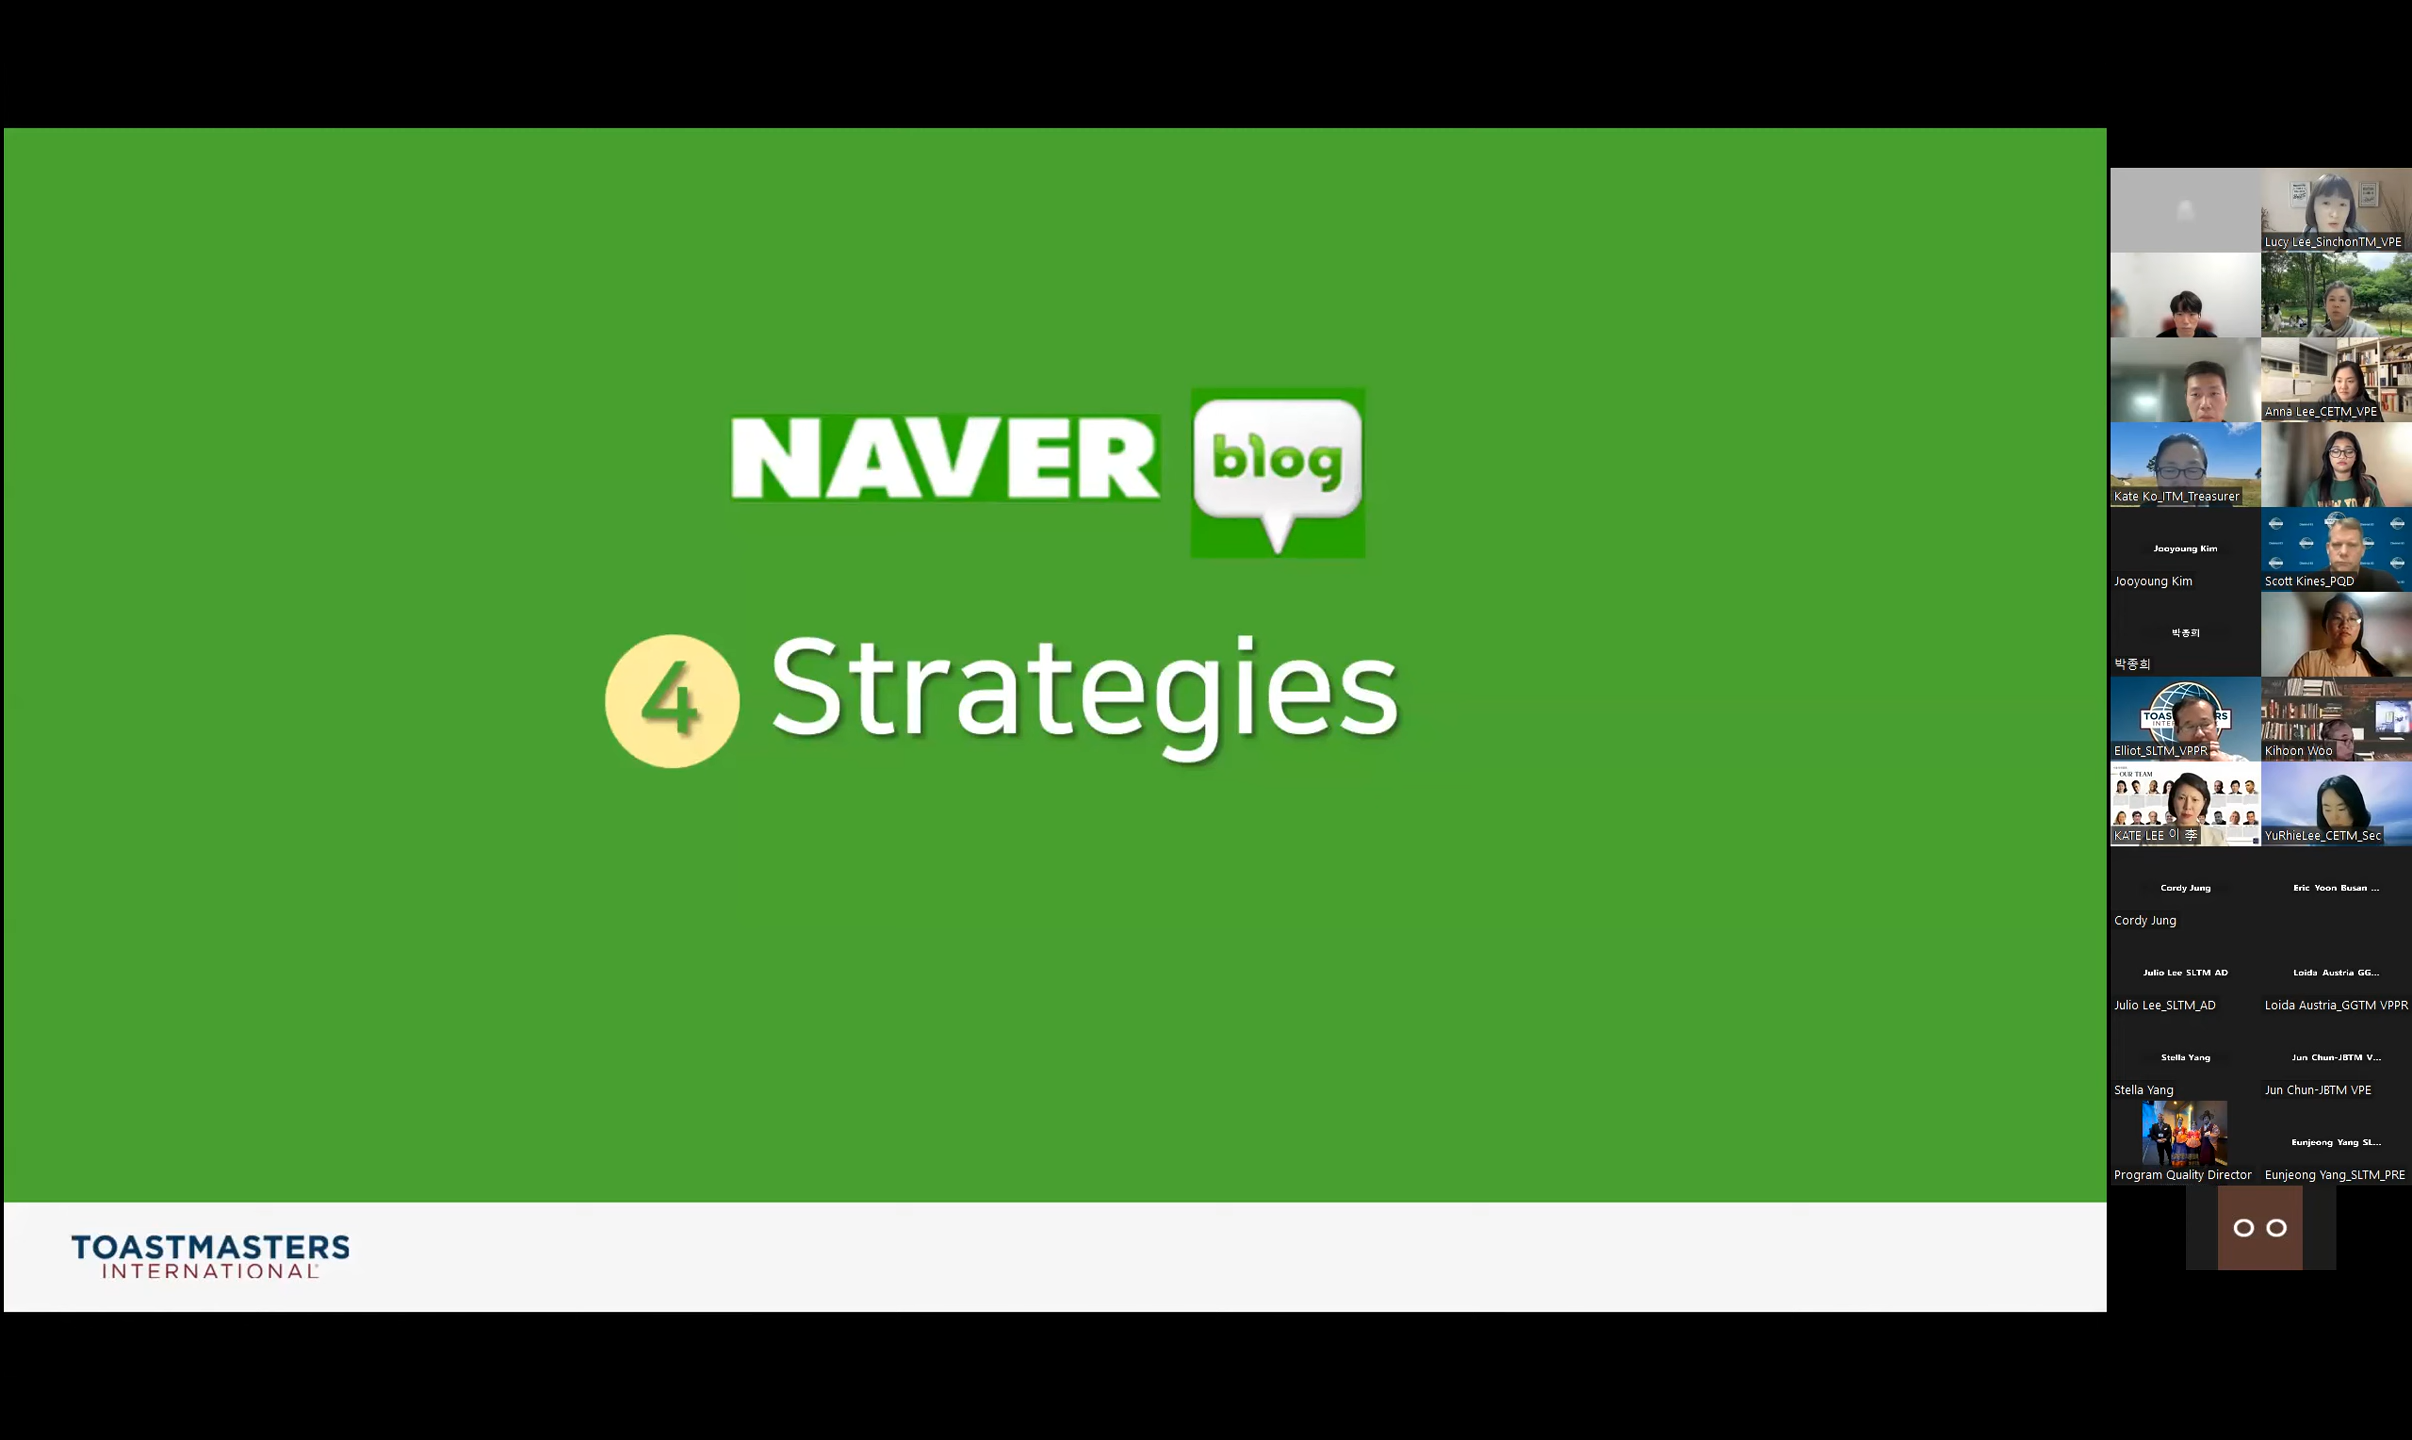 NAVER blog
4 Strategies
TOASTMASTERS
INTERNATIONAL
Lucy Lee_SinchonTM_VPE
Anna Lee_CETM_VPE
Kate Ko_ITM_Treasurer
Jooyoung Kim
Jooyoung Kim
Scott Kines_PQD
박종희
박종희
Elliot_SLTM_VPPR
Kihoon Woo
OUR TEAM
KATE LEE 이 李
YuRhieLee_CETM_Sec
Cordy Jung
Cordy Jung
Eric Yoon Busan ...
Julio Lee SLTM AD
Julio Lee_SLTM_AD
Loida Austria GG...
Loida Austria_GGTM VPPR
Stella Yang
Stella Yang
Jun Chun-JBTM V...
Jun Chun-JBTM VPE
Program Quality Director
Eunjeong Yang SL...
Eunjeong Yang_SLTM_PRE